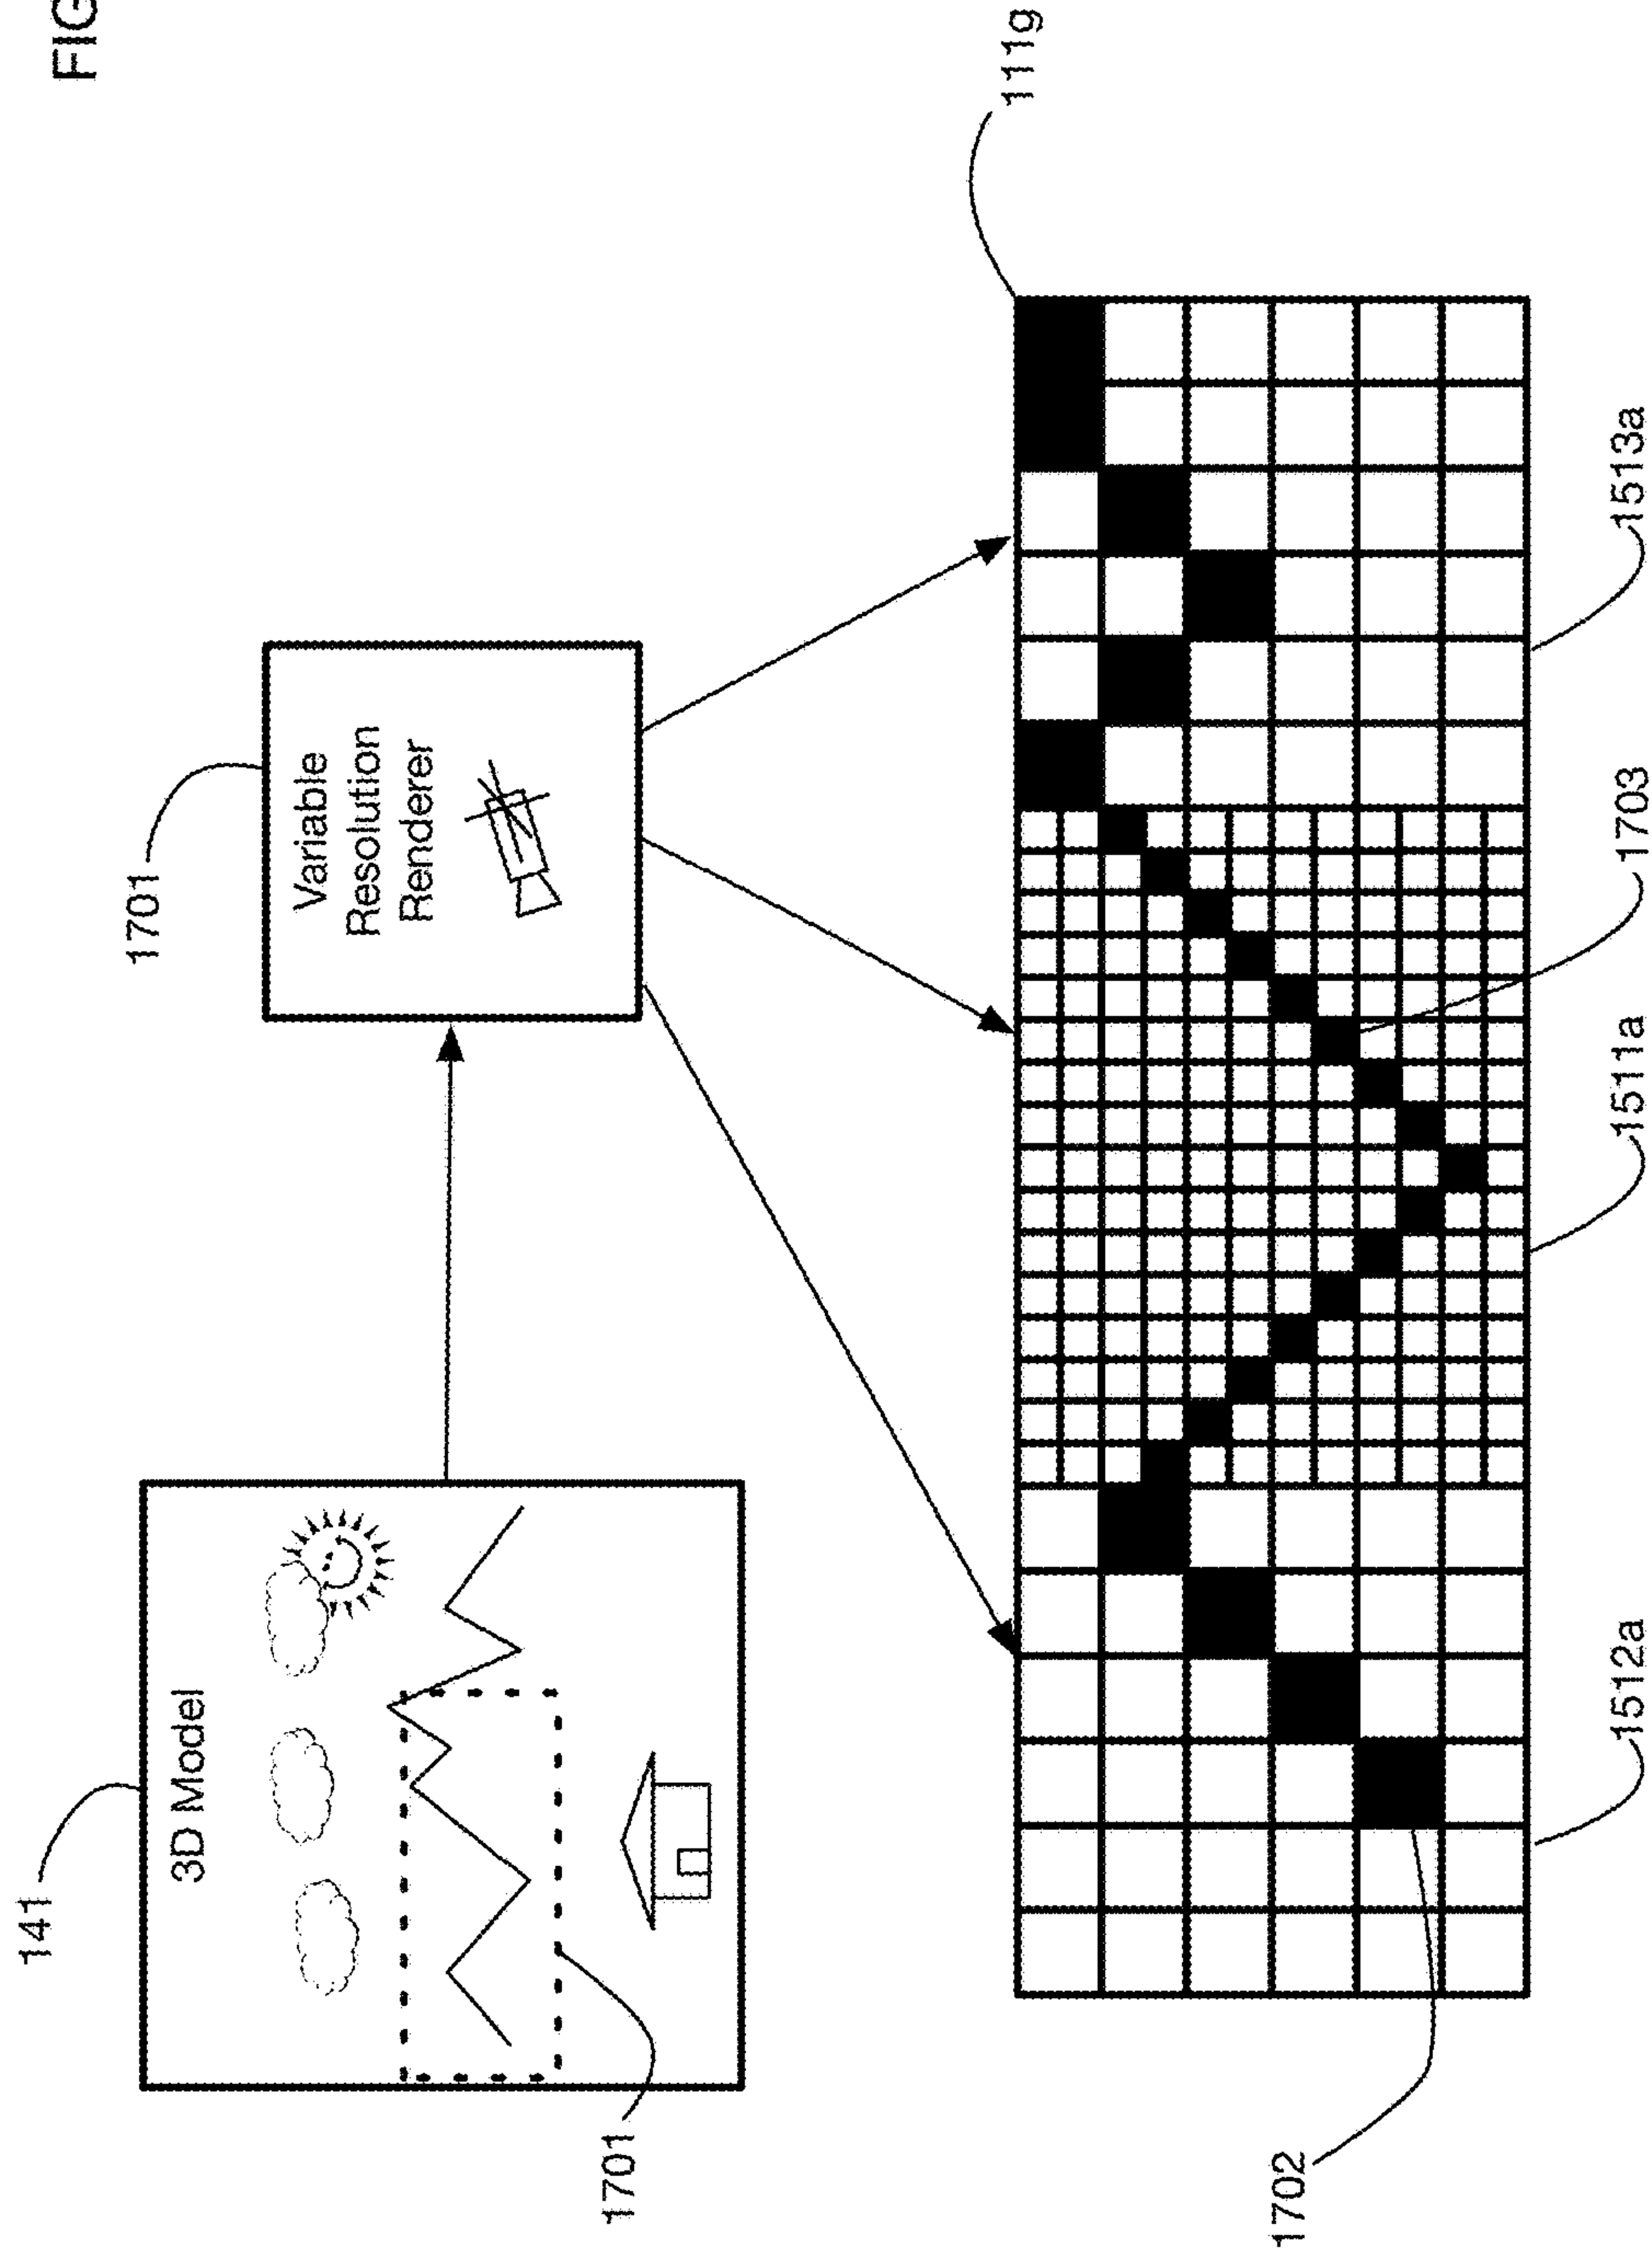 FIG
141
3D Model
1701
1701
Variable
Resolution
Renderer
111g
1702
1512a
1511a
1703
1513a